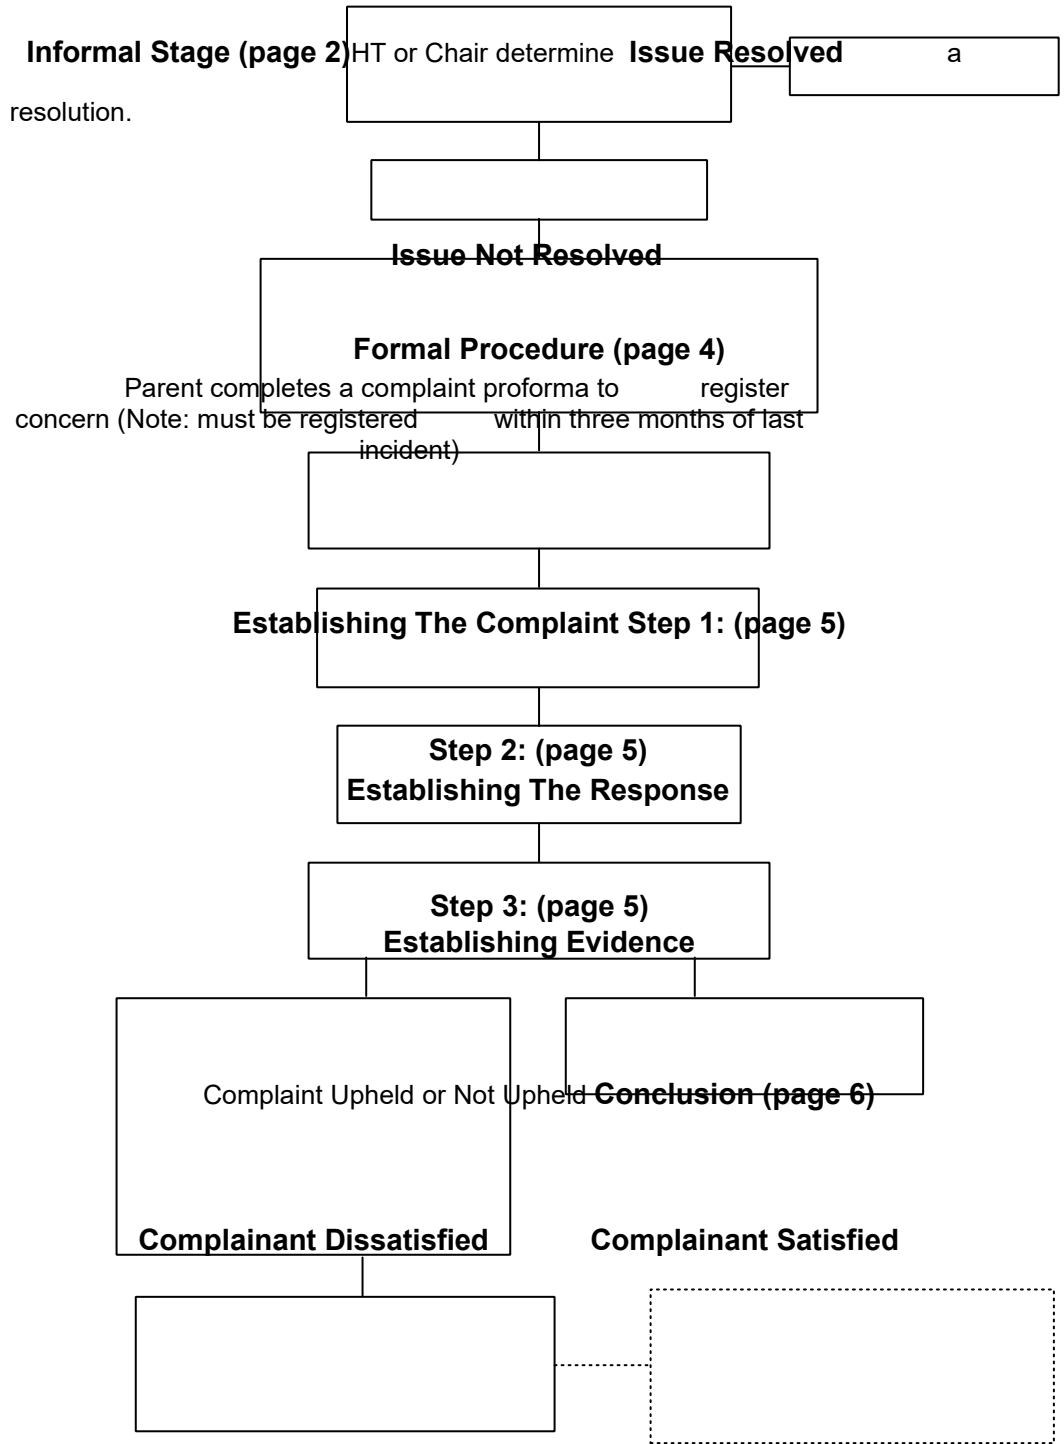 Informal Stage (page 2) HT or Chair determine Issue Resolved a
resolution.
Issue Not Resolved
Formal Procedure (page 4)
Parent completes a complaint proforma to register
concern (Note: must be registered within three months of last
incident)
Establishing The Complaint Step 1: (page 5)
Step 2: (page 5)
Establishing The Response
Step 3: (page 5)
Establishing Evidence
Complaint Upheld or Not Upheld Conclusion (page 6)
Complainant Dissatisfied Complainant Satisfied